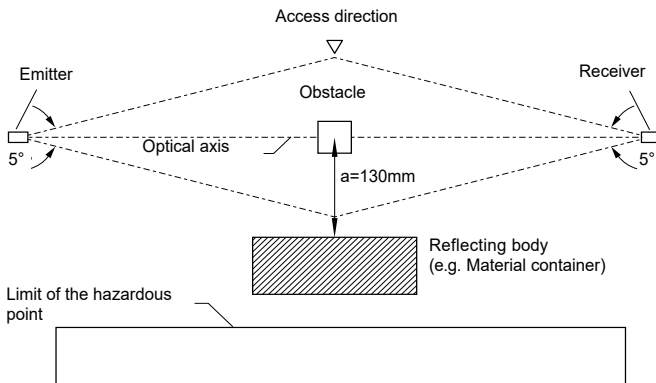 Access direction
Emitter
Receiver
Obstacle
Optical axis
5°
5°
a=130mm
Reflecting body
(e.g. Material container)
Limit of the hazardous
point